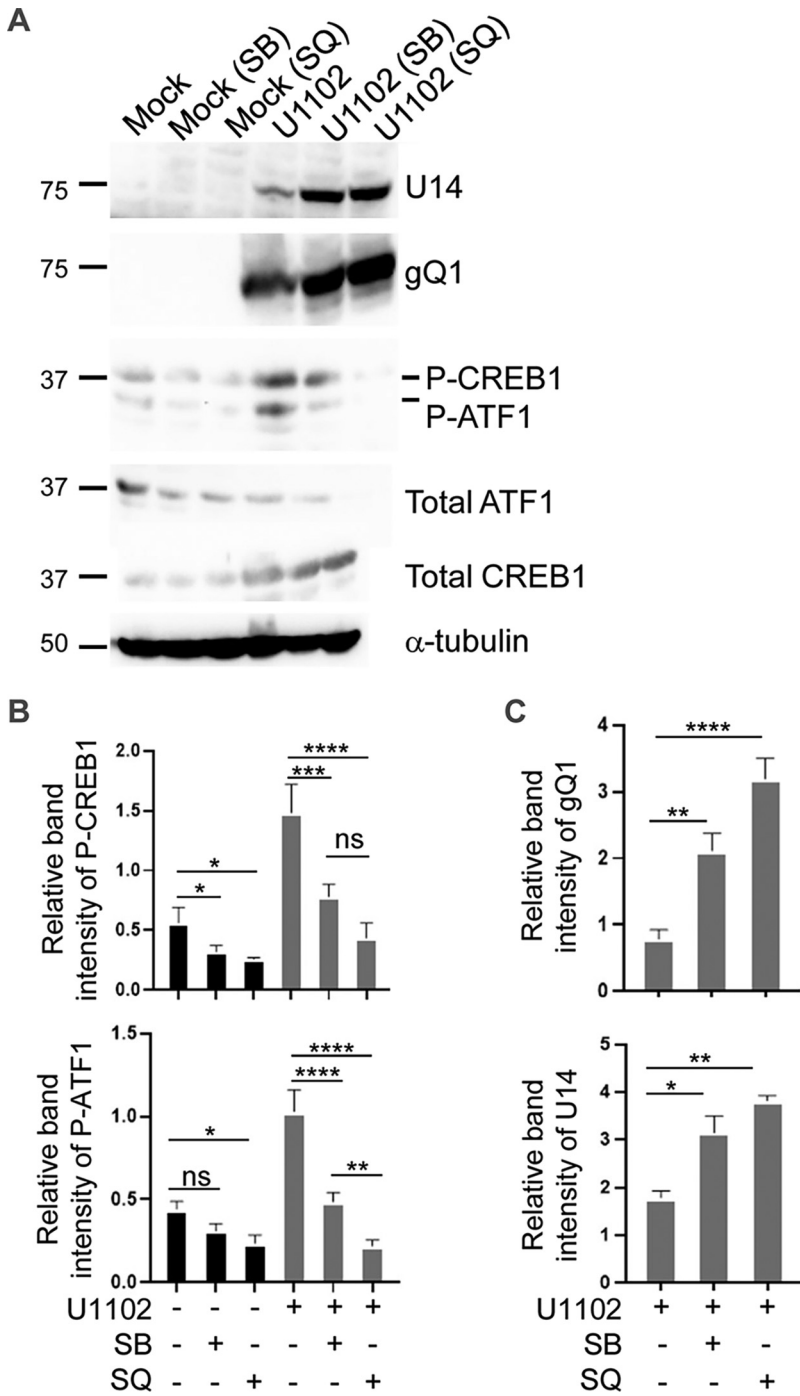 A
Mock
Mock (SB)
Mock (SQ)
U1102
U1102 (SB)
U1102 (SQ)
75
U14
75
gQ1
37
P-CREB1
P-ATF1
37
Total ATF1
37
Total CREB1
50
α-tubulin
B
Relative band
intensity of P-CREB1
2.0
1.5
1.0
0.5
0.0
*
*
***
****
ns
Relative band
intensity of P-ATF1
1.5
1.0
0.5
0.0
ns
*
****
****
**
U1102 - - - + + +
SB - + - - + -
SQ - - + - - +
C
Relative band
intensity of gQ1
4
3
2
1
0
**
****
Relative band
intensity of U14
5
4
3
2
1
0
*
**
U1102 + + +
SB - + -
SQ - - +